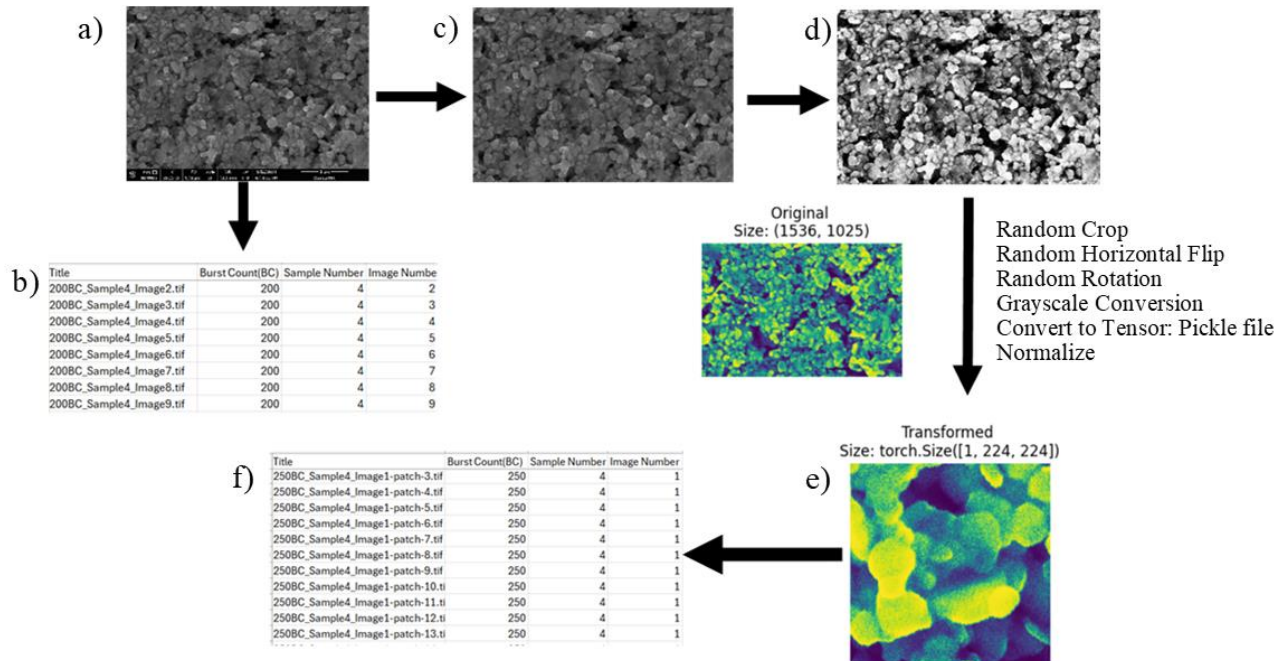 a)
c)
d)
b)
Title Burst Count(BC) Sample Number Image Numbe
200BC_Sample4_Image2.tif 200 4 2
200BC_Sample4_Image3.tif 200 4 3
200BC_Sample4_Image4.tif 200 4 4
200BC_Sample4_Image5.tif 200 4 5
200BC_Sample4_Image6.tif 200 4 6
200BC_Sample4_Image7.tif 200 4 7
200BC_Sample4_Image8.tif 200 4 8
200BC_Sample4_Image9.tif 200 4 9
Original
Size: (1536, 1025)
Random Crop
Random Horizontal Flip
Random Rotation
Grayscale Conversion
Convert to Tensor: Pickle file
Normalize
Transformed
Size: torch.Size([1, 224, 224])
e)
f)
Title Burst Count(BC) Sample Number Image Number
250BC_Sample4_Image1-patch-3.tif 250 4 1
250BC_Sample4_Image1-patch-4.tif 250 4 1
250BC_Sample4_Image1-patch-5.tif 250 4 1
250BC_Sample4_Image1-patch-6.tif 250 4 1
250BC_Sample4_Image1-patch-7.tif 250 4 1
250BC_Sample4_Image1-patch-8.tif 250 4 1
250BC_Sample4_Image1-patch-9.tif 250 4 1
250BC_Sample4_Image1-patch-10.ti 250 4 1
250BC_Sample4_Image1-patch-11.ti 250 4 1
250BC_Sample4_Image1-patch-12.ti 250 4 1
250BC_Sample4_Image1-patch-13.ti 250 4 1